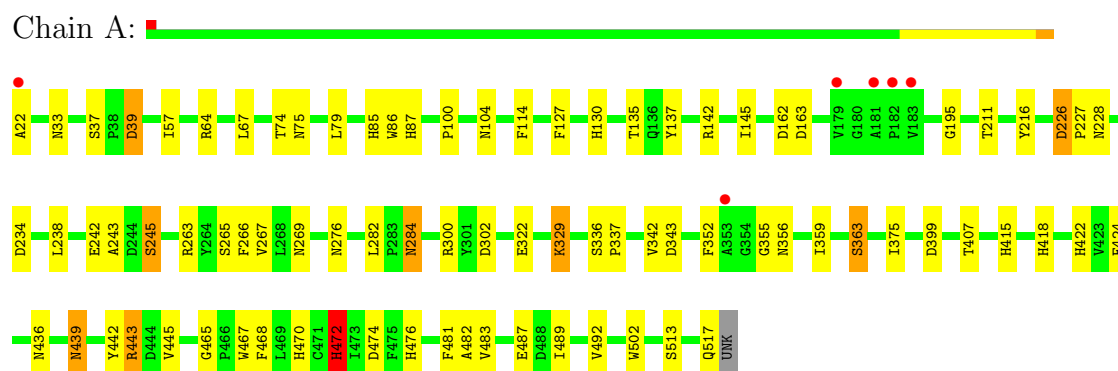 Chain A:
A22 N33 S37 P38 D39 I57 R64 L67 T74 N75 L79 H85 W86 H87 P100 N104 F114 F127 H130 T135 Q136 Y137 R142 I145 D162 D163 V179 G180 A181 P182 V183 G195 T211 Y216 D226 P227 N228
D234 L238 E242 A243 D244 S245 R263 Y264 S265 F266 V267 L268 N269 N276 L282 P283 N284 R300 Y301 D302 E322 K329 S336 P337 V342 D343 F352 A353 G354 G355 N356 I359 S363 I375 D399 T407 H415 H418 H422 V423
N436 N439 Y442 R443 D444 V445 G465 P466 W467 F468 L469 H470 C471 H472 I473 D474 F475 H476 F481 A482 V483 E487 D488 I489 V492 W502 S513 Q517 UNK